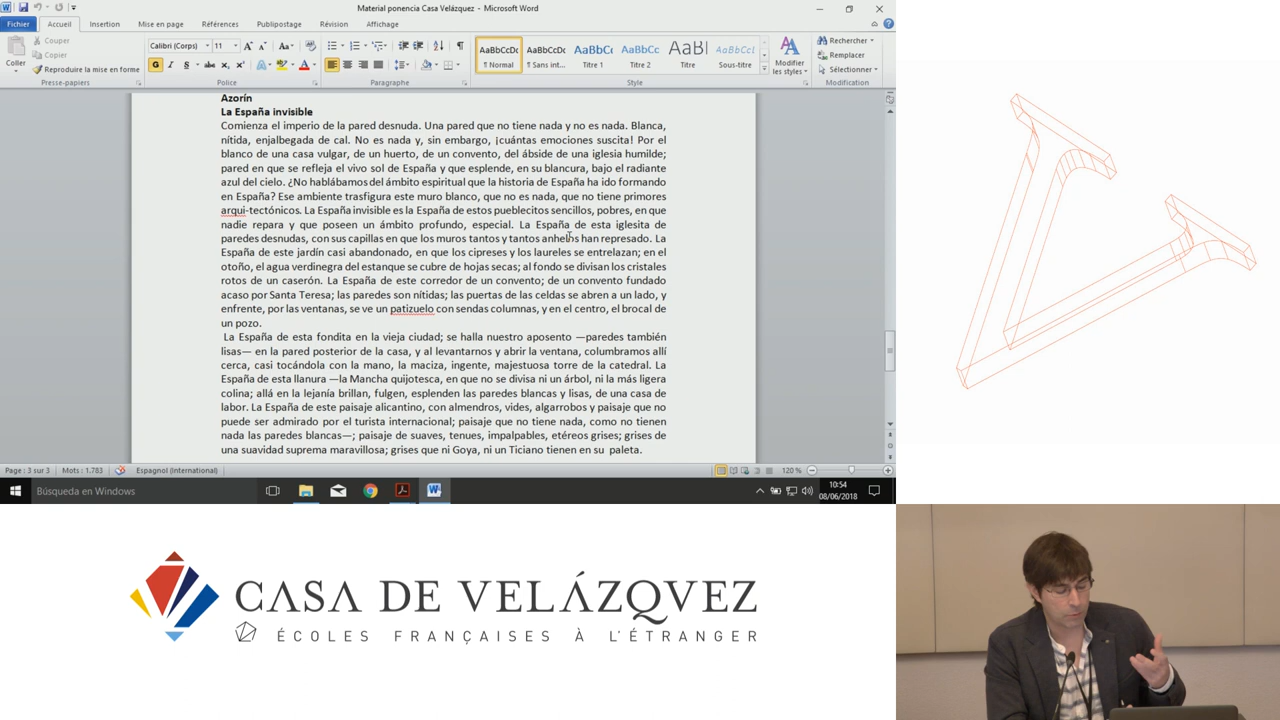 Material ponencia Casa Velázquez - Microsoft Word
Fichier Accueil Insertion Mise en page Références Publipostage Révision Affichage
Coller
Couper
Copier
Reproduire la mise en forme
Presse-papiers
Calibri (Corps) 11
Police
Paragraphe
AaBbCcDc AaBbCcDc AaBbC AaBbCc AaBl AaBbCcl
¶ Normal ¶ Sans int... Titre 1 Titre 2 Titre Sous-titre
Style
Modifier
les styles
Rechercher
Remplacer
Sélectionner
Modification
Azorín
La España invisible
Comienza el imperio de la pared desnuda. Una pared que no tiene nada y no es nada. Blanca,
nítida, enjalbegada de cal. No es nada y, sin embargo, ¡cuántas emociones suscita! Por el
blanco de una casa vulgar, de un huerto, de un convento, del ábside de una iglesia humilde;
pared en que se refleja el vivo sol de España y que esplende, en su blancura, bajo el radiante
azul del cielo. ¿No hablábamos del ámbito espiritual que la historia de España ha ido formando
en España? Ese ambiente trasfigura este muro blanco, que no es nada, que no tiene primores
arqui-tectónicos. La España invisible es la España de estos pueblecitos sencillos, pobres, en que
nadie repara y que poseen un ámbito profundo, especial. La España de esta iglesita de
paredes desnudas, con sus capillas en que los muros tantos y tantos anhelos han represado. La
España de este jardín casi abandonado, en que los cipreses y los laureles se entrelazan; en el
otoño, el agua verdinegra del estanque se cubre de hojas secas; al fondo se divisan los cristales
rotos de un caserón. La España de este corredor de un convento; de un convento fundado
acaso por Santa Teresa; las paredes son nítidas; las puertas de las celdas se abren a un lado, y
enfrente, por las ventanas, se ve un patizuelo con sendas columnas, y en el centro, el brocal de
un pozo.
La España de esta fondita en la vieja ciudad; se halla nuestro aposento —paredes también
lisas— en la pared posterior de la casa, y al levantarnos y abrir la ventana, columbramos allí
cerca, casi tocándola con la mano, la maciza, ingente, majestuosa torre de la catedral. La
España de esta llanura —la Mancha quijotesca, en que no se divisa ni un árbol, ni la más ligera
colina; allá en la lejanía brillan, fulgen, esplenden las paredes blancas y lisas, de una casa de
labor. La España de este paisaje alicantino, con almendros, vides, algarrobos y paisaje que no
puede ser admirado por el turista internacional; paisaje que no tiene nada, como no tienen
nada las paredes blancas—; paisaje de suaves, tenues, impalpables, etéreos grises; grises de
una suavidad suprema maravillosa; grises que ni Goya, ni un Ticiano tienen en su paleta.
Page : 3 sur 3 Mots : 1.783 Espagnol (International) 120 %
Búsqueda en Windows
10:54
08/06/2018
CASA DE VELÁZQVEZ
ÉCOLES FRANÇAISES À L'ÉTRANGER